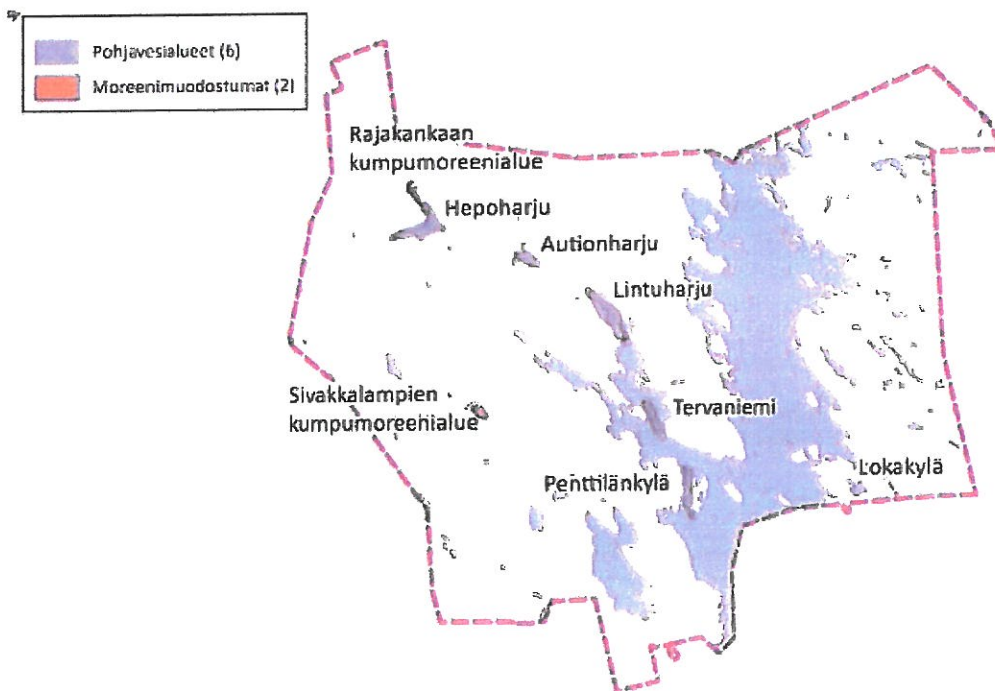 Pohjavesialueet (6)
Moreenimuodostumat (2)
Rajakankaan
kumpumoreenialue
Hepoharju
Autionharju
Lintuharju
Sivakkalampien
kumpumoreenialue
Tervaniemi
Penttilänkylä
Lokakylä